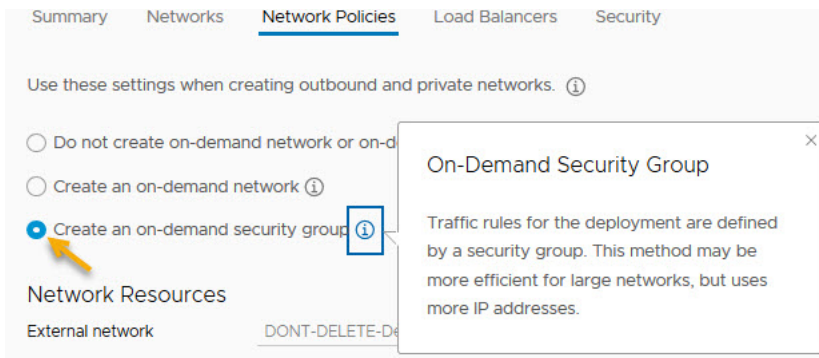 Summary Networks Network Policies Load Balancers Security
Use these settings when creating outbound and private networks.
Do not create on-demand network or on-d
Create an on-demand network
Create an on-demand security group
Network Resources
External network DONT-DELETE-De
On-Demand Security Group
Traffic rules for the deployment are defined
by a security group. This method may be
more efficient for large networks, but uses
more IP addresses.